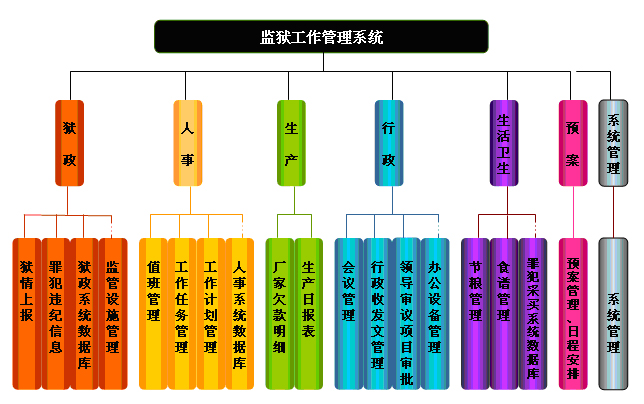 监狱工作管理系统
狱政
人事
生产
行政
生活卫生
预案
系统管理
狱情上报
罪犯违纪信息
狱政系统数据库
监管设施管理
值班管理
工作任务管理
工作计划管理
人事系统数据库
厂家欠款明细
生产日报表
会议管理
行政收发文管理
领导审议项目审批
办公设备管理
节粮管理
食谱管理
罪犯采买系统数据库
预案管理、日程安排
系统管理